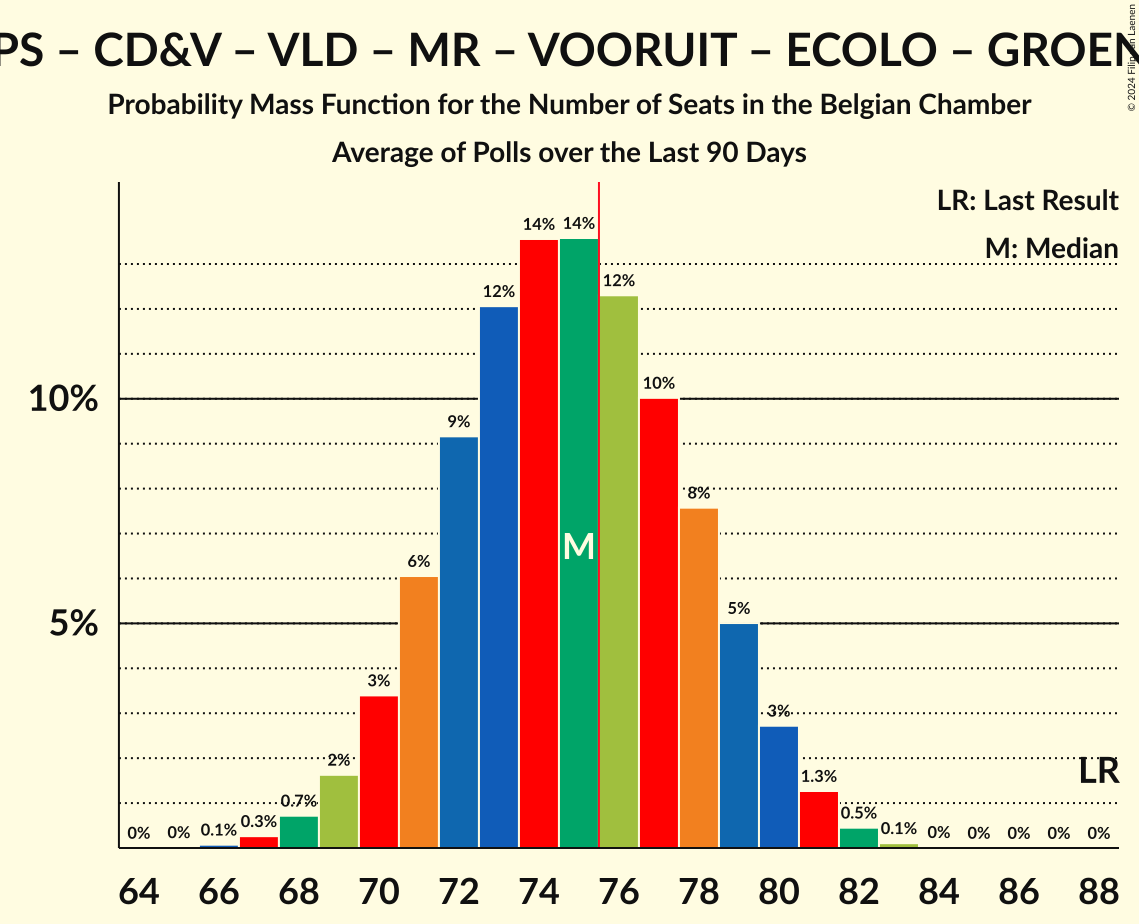 PS – CD&V – VLD – MR – VOORUIT – ECOLO – GROEN
Probability Mass Function for the Number of Seats in the Belgian Chamber
Average of Polls over the Last 90 Days
© 2024 Filip van Laenen
LR: Last Result
M: Median
14% 14%
12% 12%
10% 10%
9%
8%
M
6%
5% 5%
3% 3%
LR
2% 1.3%
0.7% 0.5%
0% 0% 0.1% 0.3% 0.1% 0% 0% 0% 0% 0%
64 66 68 70 72 74 76 78 80 82 84 86 88